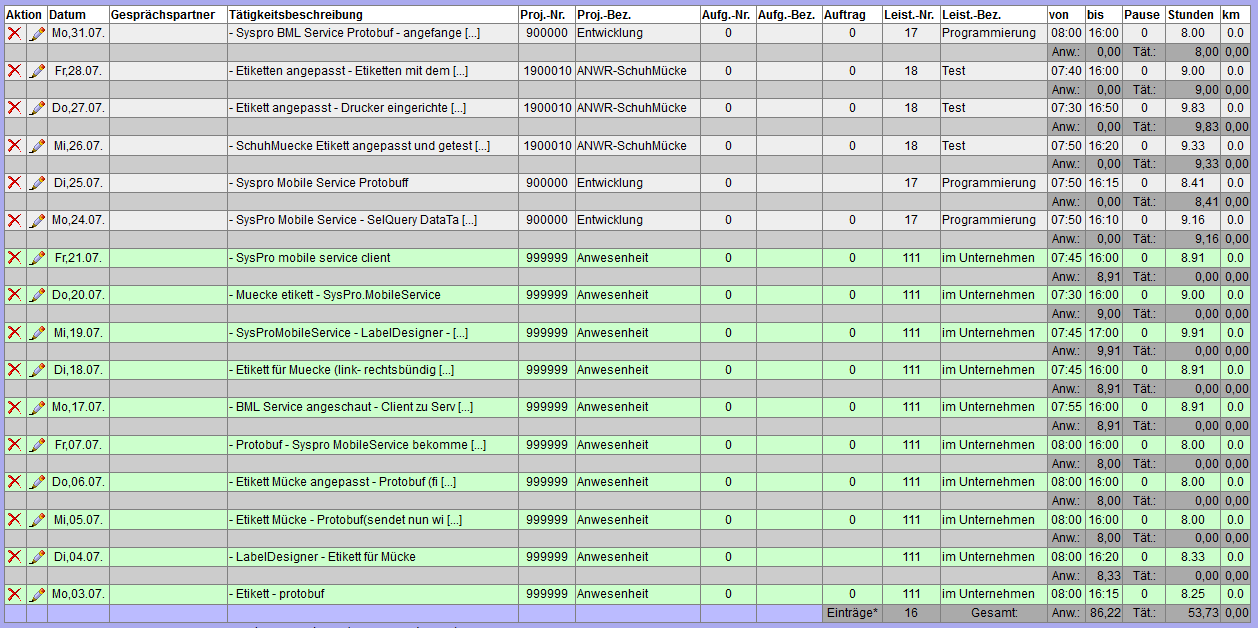 Aktion Datum Gesprächspartner Tätigkeitsbeschreibung Proj.-Nr. Proj.-Bez. Aufg.-Nr. Aufg.-Bez. Auftrag Leist.-Nr. Leist.-Bez. von bis Pause Stunden km
Mo,31.07. - Syspro BML Service Protobuf - angefange [...] 900000 Entwicklung 0 0 17 Programmierung 08:00 16:00 0 8.00 0.0
Anw.: 0,00 Tät.: 8,00 0,00
Fr,28.07. - Etiketten angepasst - Etiketten mit dem [...] 1900010 ANWR-SchuhMücke 0 0 18 Test 07:40 16:00 0 9.00 0.0
Anw.: 0,00 Tät.: 9,00 0,00
Do,27.07. - Etikett angepasst - Drucker eingerichte [...] 1900010 ANWR-SchuhMücke 0 0 18 Test 07:30 16:50 0 9.83 0.0
Anw.: 0,00 Tät.: 9,83 0,00
Mi,26.07. - SchuhMuecke Etikett angepasst und getest [...] 1900010 ANWR-SchuhMücke 0 0 18 Test 07:50 16:20 0 9.33 0.0
Anw.: 0,00 Tät.: 9,33 0,00
Di,25.07. - Syspro Mobile Service Protobuff 900000 Entwicklung 0 17 Programmierung 07:50 16:15 0 8.41 0.0
Anw.: 0,00 Tät.: 8,41 0,00
Mo,24.07. - SysPro Mobile Service - SelQuery DataTa [...] 900000 Entwicklung 0 0 17 Programmierung 07:50 16:10 0 9.16 0.0
Anw.: 0,00 Tät.: 9,16 0,00
Fr,21.07. - SysPro mobile service client 999999 Anwesenheit 0 0 111 im Unternehmen 07:45 16:00 0 8.91 0.0
Anw.: 8,91 Tät.: 0,00 0,00
Do,20.07. - Muecke etikett - SysPro.MobileService 999999 Anwesenheit 0 0 111 im Unternehmen 07:30 16:00 0 9.00 0.0
Anw.: 9,00 Tät.: 0,00 0,00
Mi,19.07. - SysProMobileService - LabelDesigner - [...] 999999 Anwesenheit 0 0 111 im Unternehmen 07:45 17:00 0 9.91 0.0
Anw.: 9,91 Tät.: 0,00 0,00
Di,18.07. - Etikett für Muecke (link- rechtsbündig [...] 999999 Anwesenheit 0 0 111 im Unternehmen 07:45 16:00 0 8.91 0.0
Anw.: 8,91 Tät.: 0,00 0,00
Mo,17.07. - BML Service angeschaut - Client zu Serv [...] 999999 Anwesenheit 0 0 111 im Unternehmen 07:55 16:00 0 8.91 0.0
Anw.: 8,91 Tät.: 0,00 0,00
Fr,07.07. - Protobuf - Syspro MobileService bekomme [...] 999999 Anwesenheit 0 0 111 im Unternehmen 08:00 16:00 0 8.00 0.0
Anw.: 8,00 Tät.: 0,00 0,00
Do,06.07. - Etikett Mücke angepasst - Protobuf (fi [...] 999999 Anwesenheit 0 0 111 im Unternehmen 08:00 16:00 0 8.00 0.0
Anw.: 8,00 Tät.: 0,00 0,00
Mi,05.07. - Etikett Mücke - Protobuf(sendet nun wi [...] 999999 Anwesenheit 0 0 111 im Unternehmen 08:00 16:00 0 8.00 0.0
Anw.: 8,00 Tät.: 0,00 0,00
Di,04.07. - LabelDesigner - Etikett für Mücke 999999 Anwesenheit 0 111 im Unternehmen 08:00 16:20 0 8.33 0.0
Anw.: 8,33 Tät.: 0,00 0,00
Mo,03.07. - Etikett - protobuf 999999 Anwesenheit 0 0 111 im Unternehmen 08:00 16:15 0 8.25 0.0
Einträge* 16 Gesamt: Anw.: 86,22 Tät.: 53,73 0,00